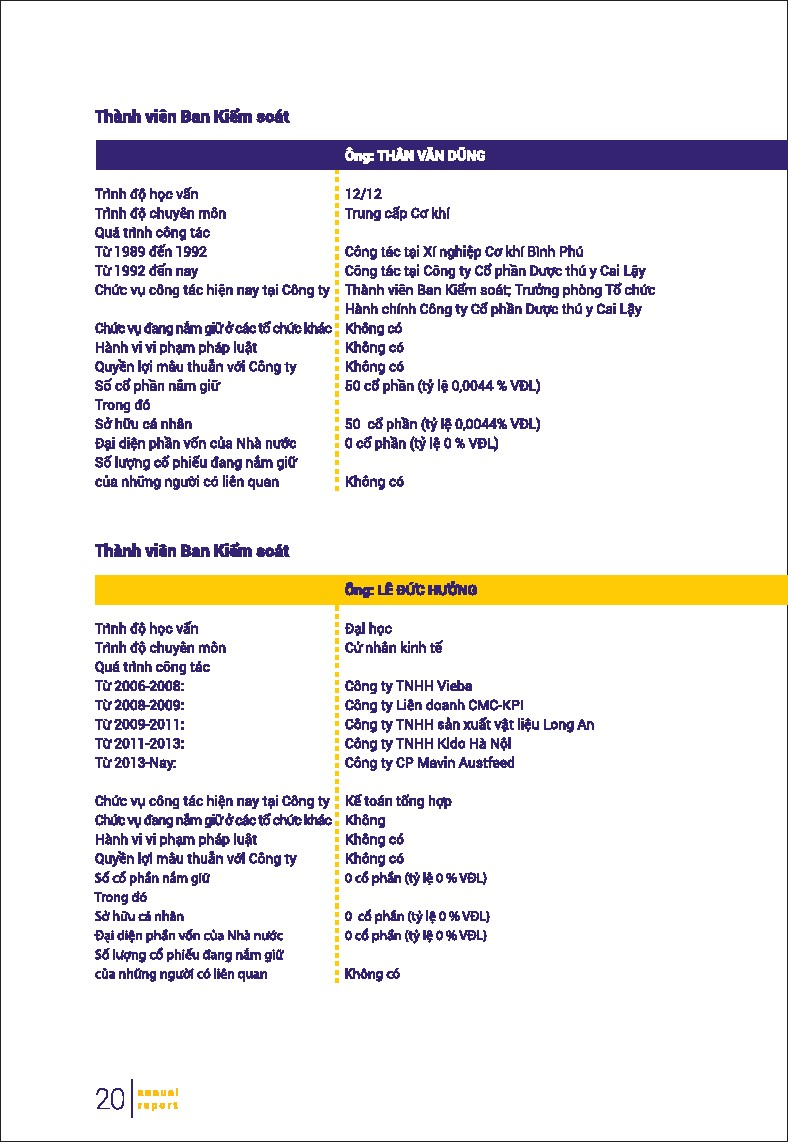 Thành viên Ban Kiểm soát
Ông: THÂN VĂN DŨNG
Trình độ học vấn 12/12
Trình độ chuyên môn Trung cấp Cơ khí
Quá trình công tác
Từ 1989 đến 1992 Công tác tại Xí nghiệp Cơ khí Bình Phú
Từ 1992 đến nay Công tác tại Công ty Cổ phần Dược thú y Cai Lậy
Chức vụ công tác hiện nay tại Công ty Thành viên Ban Kiểm soát; Trưởng phòng Tổ chức
Hành chính Công ty Cổ phần Dược thú y Cai Lậy
Chức vụ đang nắm giữ ở các tổ chức khác Không có
Hành vi vi phạm pháp luật Không có
Quyền lợi mâu thuẫn với Công ty Không có
Số cổ phần nắm giữ 50 cổ phần (tỷ lệ 0,0044 % VĐL)
Trong đó
Sở hữu cá nhân 50 cổ phần (tỷ lệ 0,0044% VĐL)
Đại diện phần vốn của Nhà nước 0 cổ phần (tỷ lệ 0 % VĐL)
Số lượng cổ phiếu đang nắm giữ
của những người có liên quan Không có
Thành viên Ban Kiểm soát
Ông: LÊ ĐỨC HƯỞNG
Trình độ học vấn Đại học
Trình độ chuyên môn Cử nhân kinh tế
Quá trình công tác
Từ 2006-2008: Công ty TNHH Vieba
Từ 2008-2009: Công ty Liên doanh CMC-KPI
Từ 2009-2011: Công ty TNHH sản xuất vật liệu Long An
Từ 2011-2013: Công ty TNHH Kido Hà Nội
Từ 2013-Nay: Công ty CP Mavin Austfeed
Chức vụ công tác hiện nay tại Công ty Kế toán tổng hợp
Chức vụ đang nắm giữ ở các tổ chức khác Không
Hành vi vi phạm pháp luật Không có
Quyền lợi mâu thuẫn với Công ty Không có
Số cổ phần nắm giữ 0 cổ phần (tỷ lệ 0 % VĐL)
Trong đó
Sở hữu cá nhân 0 cổ phần (tỷ lệ 0 % VĐL)
Đại diện phần vốn của Nhà nước 0 cổ phần (tỷ lệ 0 % VĐL)
Số lượng cổ phiếu đang nắm giữ
của những người có liên quan Không có
20 annual
report